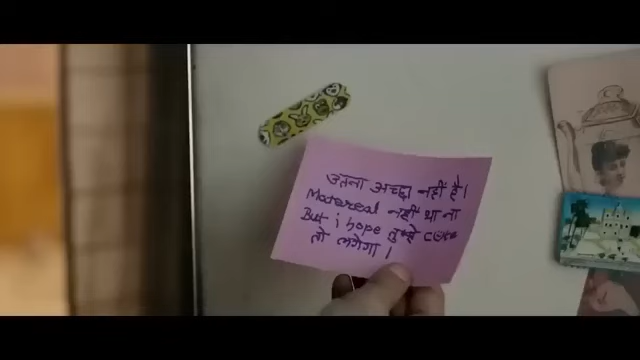 उतना अच्छा नहीं है।
Matereal नहीं था ना
But i hope तुम्हे cute
तो लगेगा।